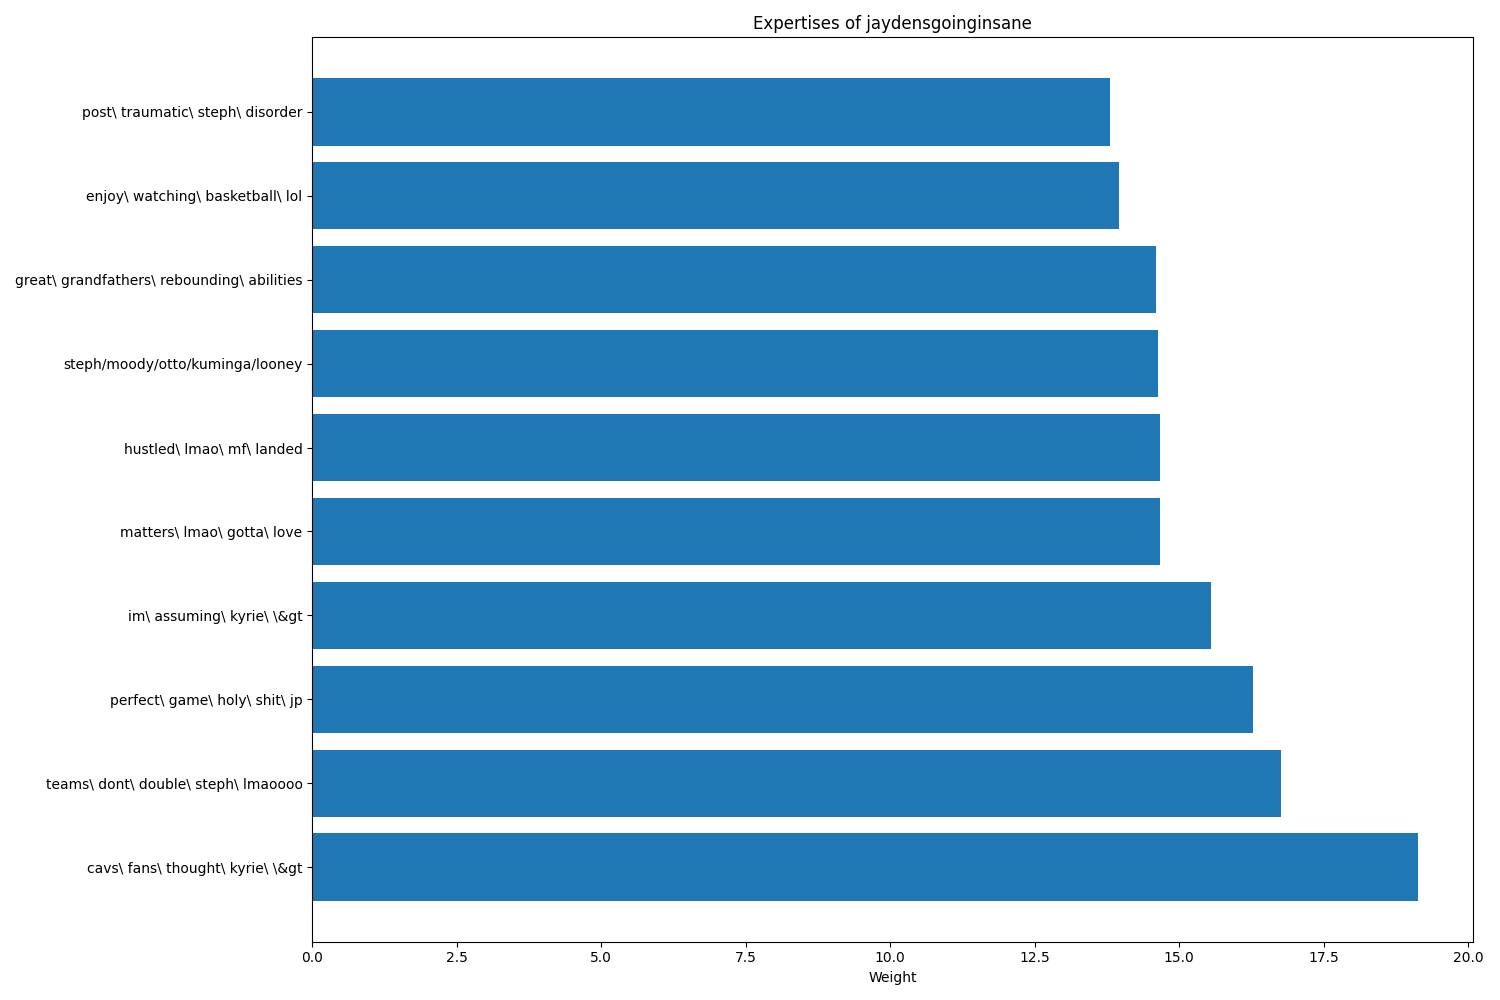 Expertises of jaydensgoinginsane
post\ traumatic\ steph\ disorder
enjoy\ watching\ basketball\ lol
great\ grandfathers\ rebounding\ abilities
steph/moody/otto/kuminga/looney
hustled\ lmao\ mf\ landed
matters\ lmao\ gotta\ love
im\ assuming\ kyrie\ \&gt
perfect\ game\ holy\ shit\ jp
teams\ dont\ double\ steph\ lmaoooo
cavs\ fans\ thought\ kyrie\ \&gt
0.0 2.5 5.0 7.5 10.0 12.5 15.0 17.5 20.0
Weight